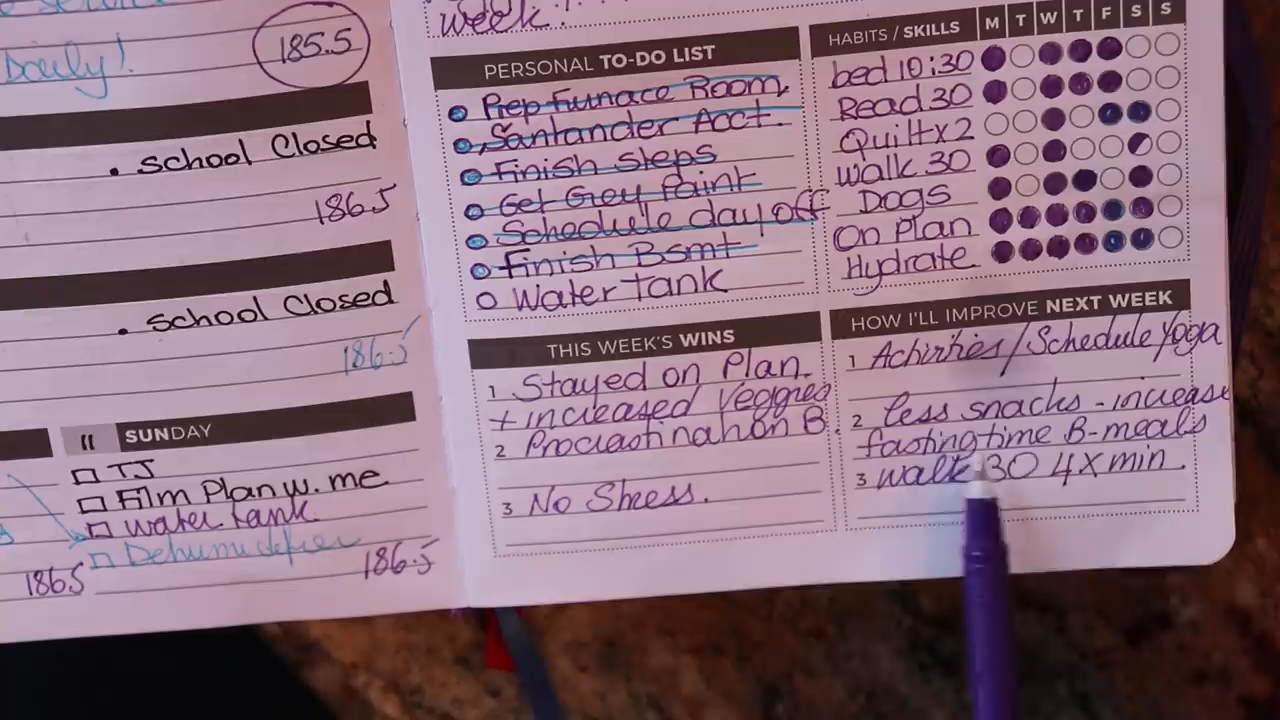 Daily!
185.5
. School Closed
186.5
. School Closed
186.5
11 SUNDAY
TJ
Film Plan w. me
water tank
Dehumidifier
186.5
186.5
week!
PERSONAL TO-DO LIST
Prep Furnace Room
Santander Acct.
Finish steps
Get Grey Paint
Schedule day off
Finish Bsmt
Water tank
HABITS / SKILLS M T W T F S S
bed 10:30
Read 30
Quilt x2
walk 30
Dogs
On Plan
Hydrate
THIS WEEK'S WINS
1 Stayed on Plan.
+ increased veggies
2 Procrastination B.
3 No Stress.
HOW I'LL IMPROVE NEXT WEEK
1 Activities/Schedule Yoga
2 less snacks - increase
fasting time B-meals
3 walk 30 4x min.